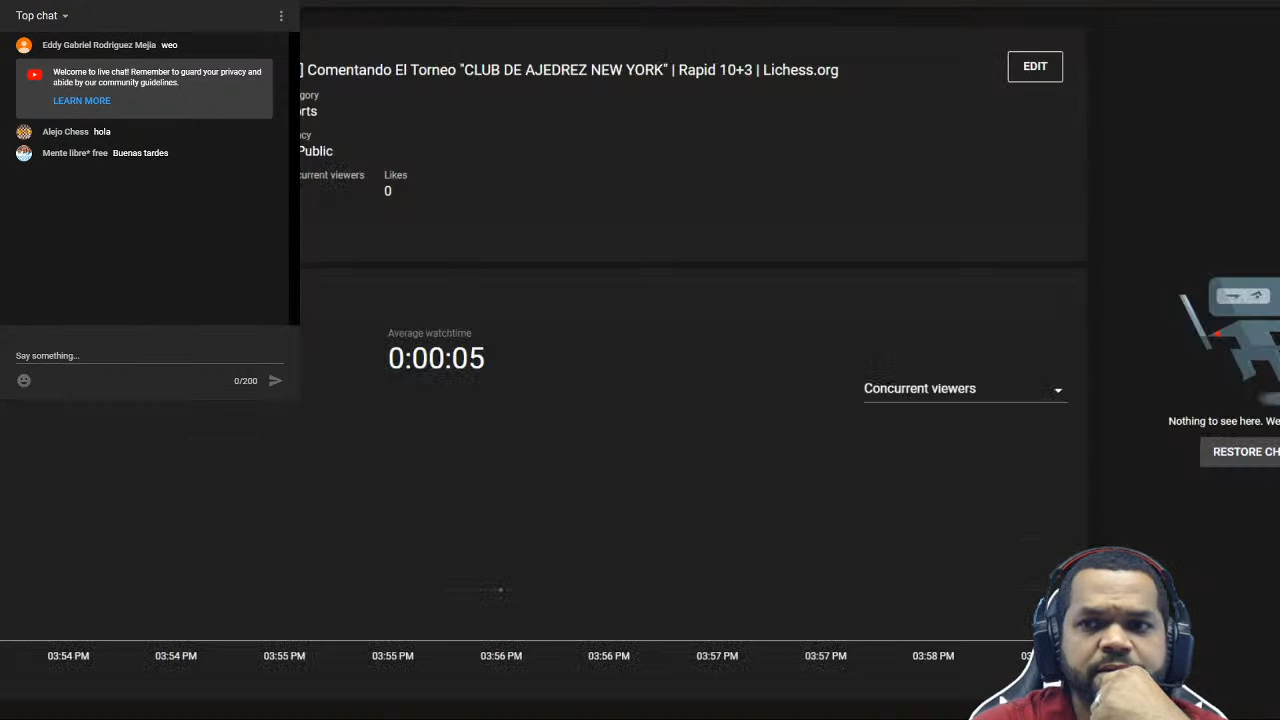 Top chat
Eddy Gabriel Rodriguez Mejia weo
Welcome to live chat! Remember to guard your privacy and
abide by our community guidelines.
LEARN MORE
Alejo Chess hola
Mente libre* free Buenas tardes
Say something...
0/200
] Comentando El Torneo "CLUB DE AJEDREZ NEW YORK" | Rapid 10+3 | Lichess.org
EDIT
gory
rts
cy
Public
current viewers
Likes
0
Average watchtime
0:00:05
Concurrent viewers
Nothing to see here. We
RESTORE CH
03:54 PM
03:54 PM
03:55 PM
03:55 PM
03:56 PM
03:56 PM
03:57 PM
03:57 PM
03:58 PM
03: